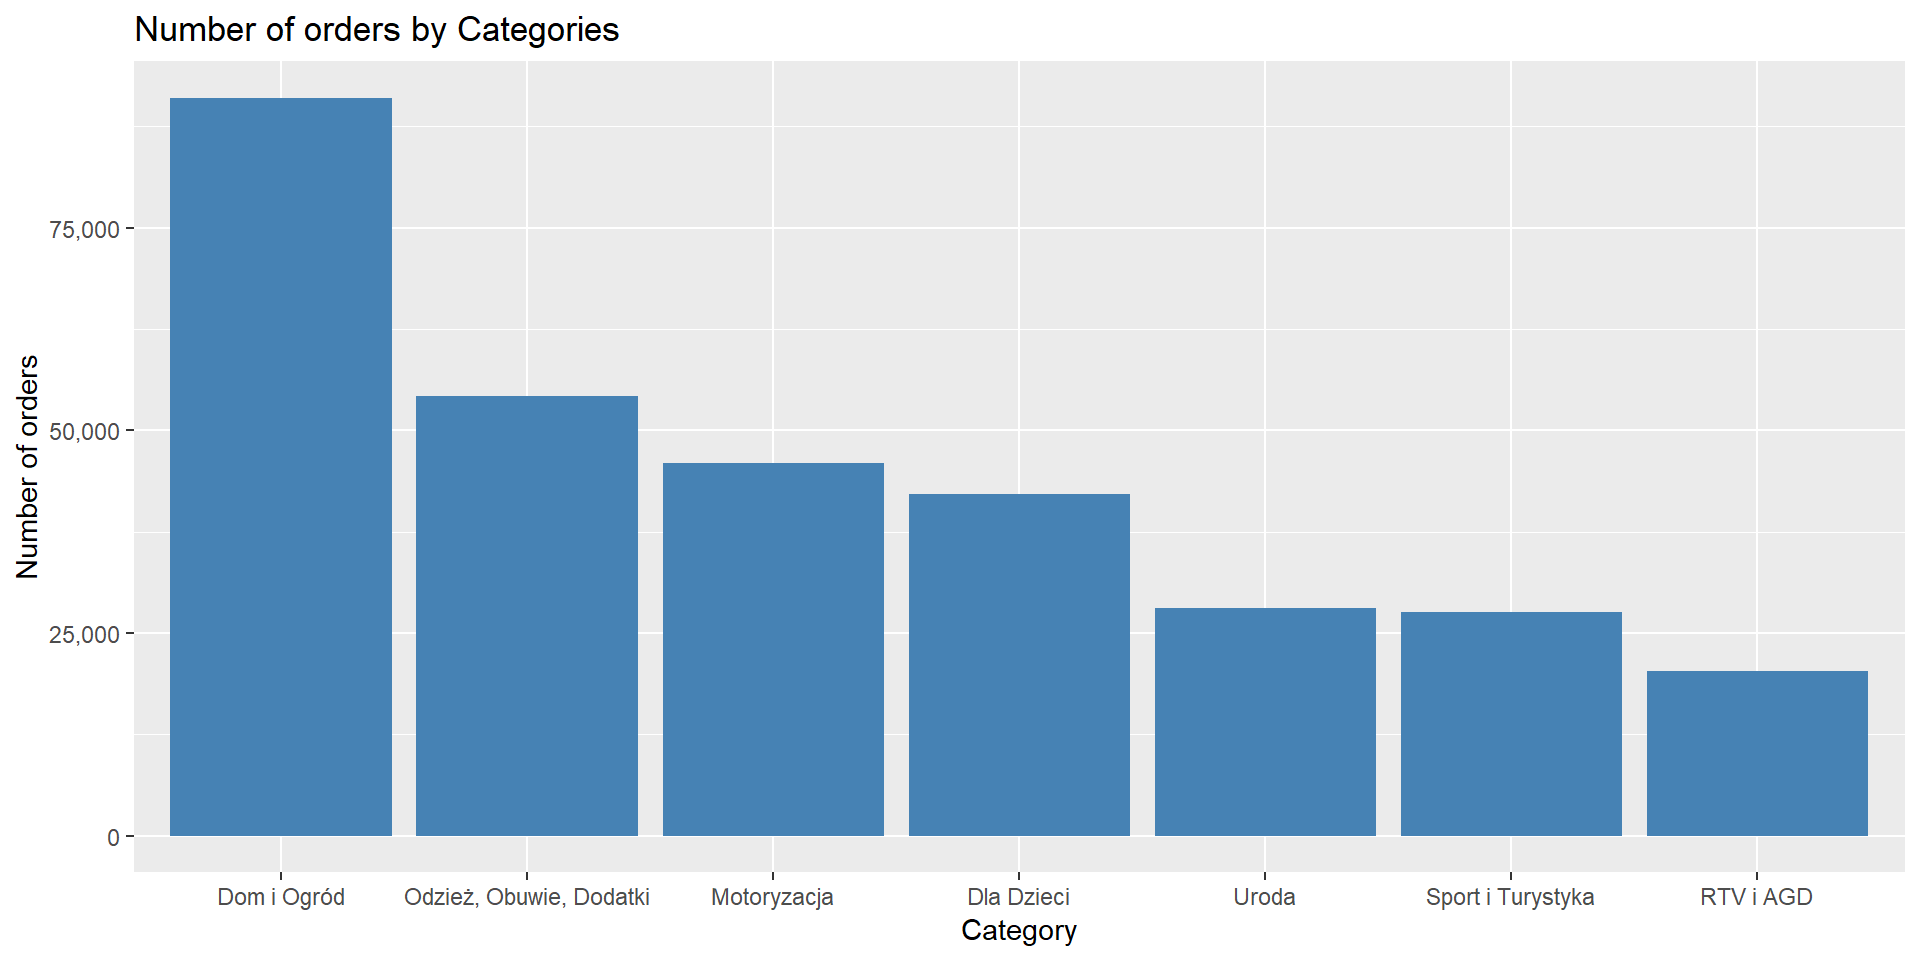 Number of orders by Categories
Number of orders
75,000
50,000
25,000
0
Dom i Ogród
Odzież, Obuwie, Dodatki
Motoryzacja
Dla Dzieci
Uroda
Sport i Turystyka
RTV i AGD
Category